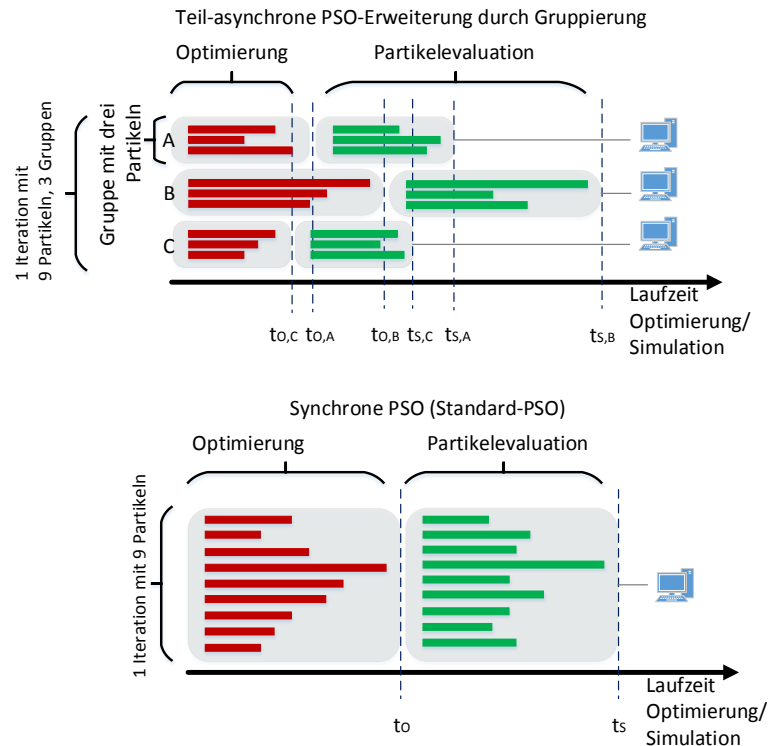 Teil-asynchrone PSO-Erweiterung durch Gruppierung
Optimierung
Partikelevaluation
1 Iteration mit
9 Partikeln, 3 Gruppen
Gruppe mit drei
Partikeln
A
B
C
Laufzeit
Optimierung/
Simulation
tO,C
tO,A
tO,B
tS,C
tS,A
tS,B
Synchrone PSO (Standard-PSO)
Optimierung
Partikelevaluation
1 Iteration mit 9 Partikeln
Laufzeit
Optimierung/
Simulation
tO
tS